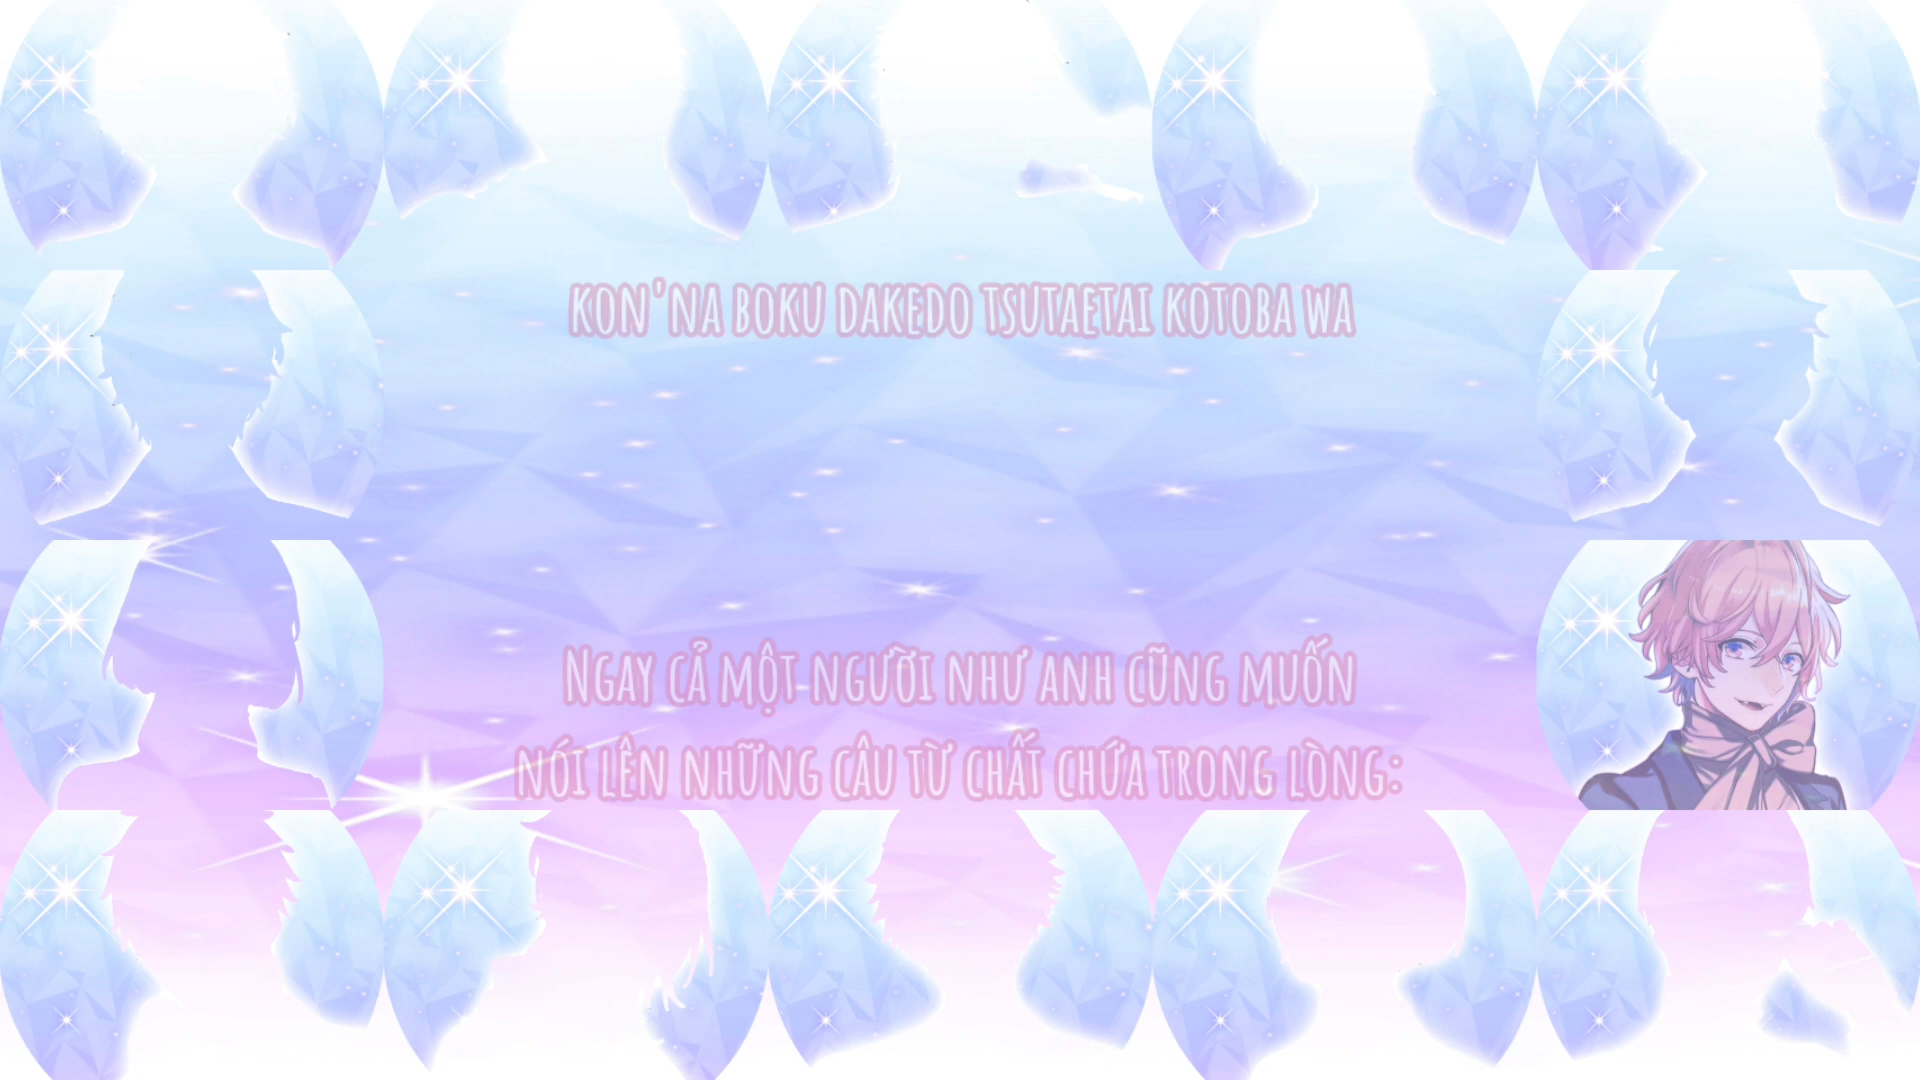 kon'na boku dakedo tsutaetai kotoba wa
Ngay cả một người như anh cũng muốn
nói lên những câu từ chất chứa trong lòng: